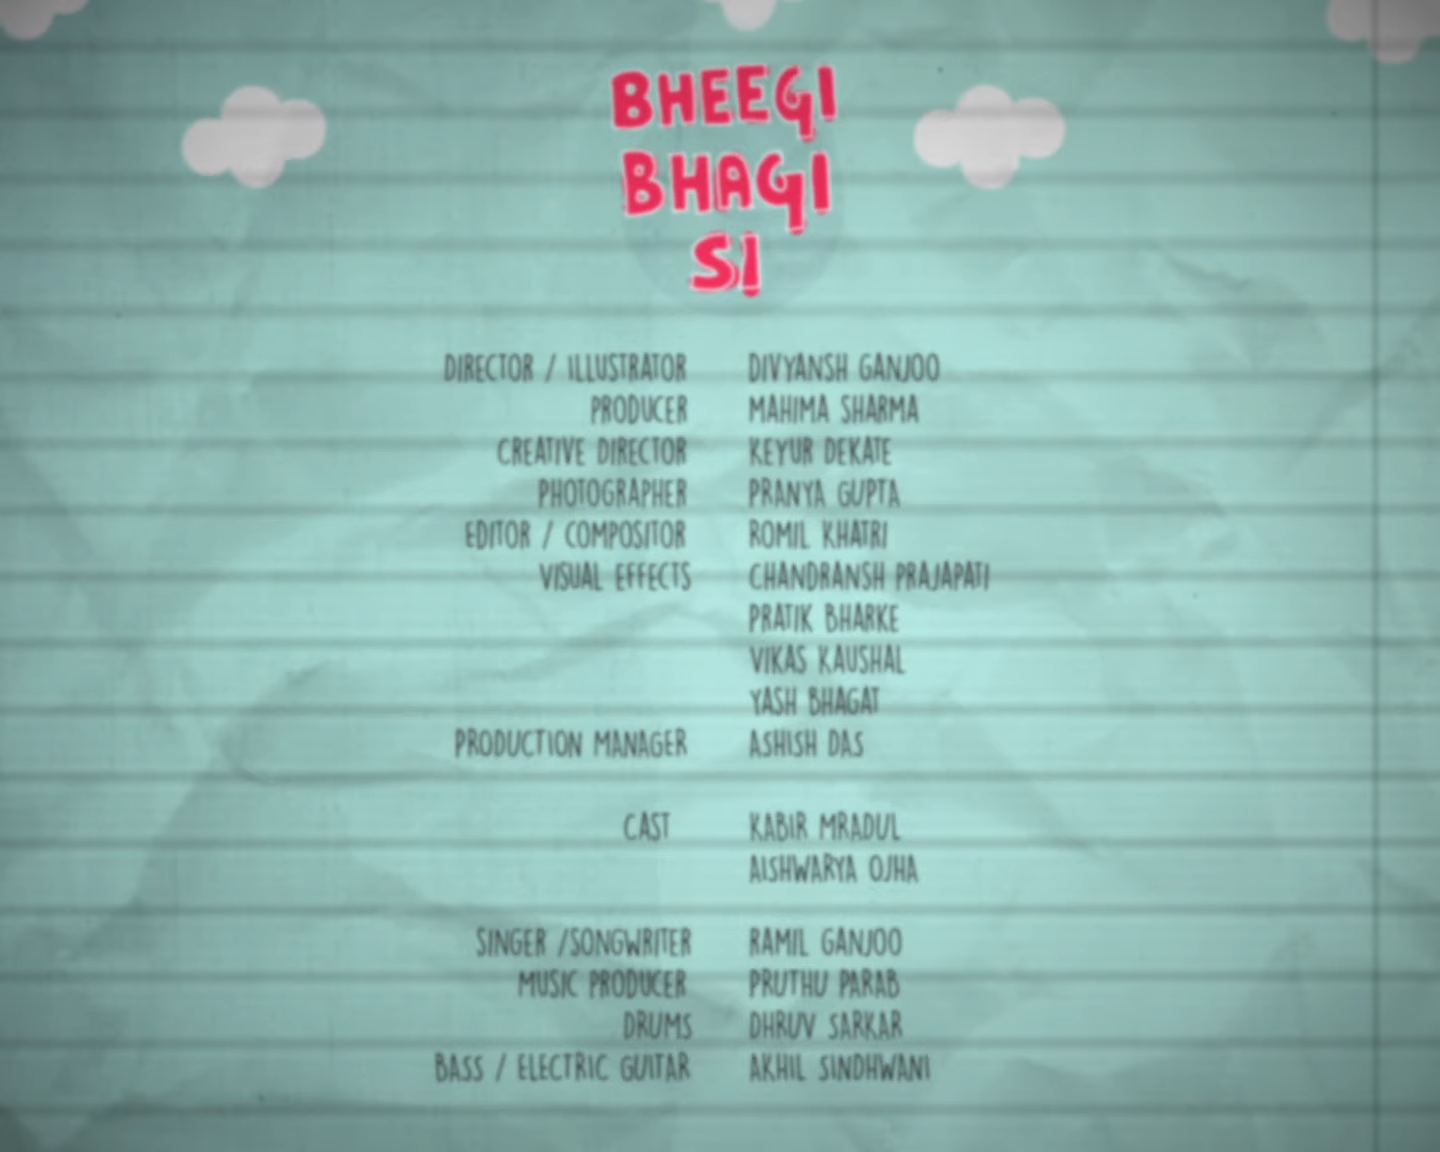 BHEEGI
BHAGI
SI
DIRECTOR / ILLUSTRATOR DIVYANSH GANJOO
PRODUCER MAHIMA SHARMA
CREATIVE DIRECTOR KEYUR DEKATE
PHOTOGRAPHER PRANYA GUPTA
EDITOR / COMPOSITOR ROMIL KHATRI
VISUAL EFFECTS CHANDRANSH PRAJAPATI
PRATIK BHARKE
VIKAS KAUSHAL
YASH BHAGAT
PRODUCTION MANAGER ASHISH DAS
CAST KABIR MRADUL
AISHWARYA OJHA
SINGER /SONGWRITER RAMIL GANJOO
MUSIC PRODUCER PRUTHU PARAB
DRUMS DHRUV SARKAR
BASS / ELECTRIC GUITAR AKHIL SINDHWANI